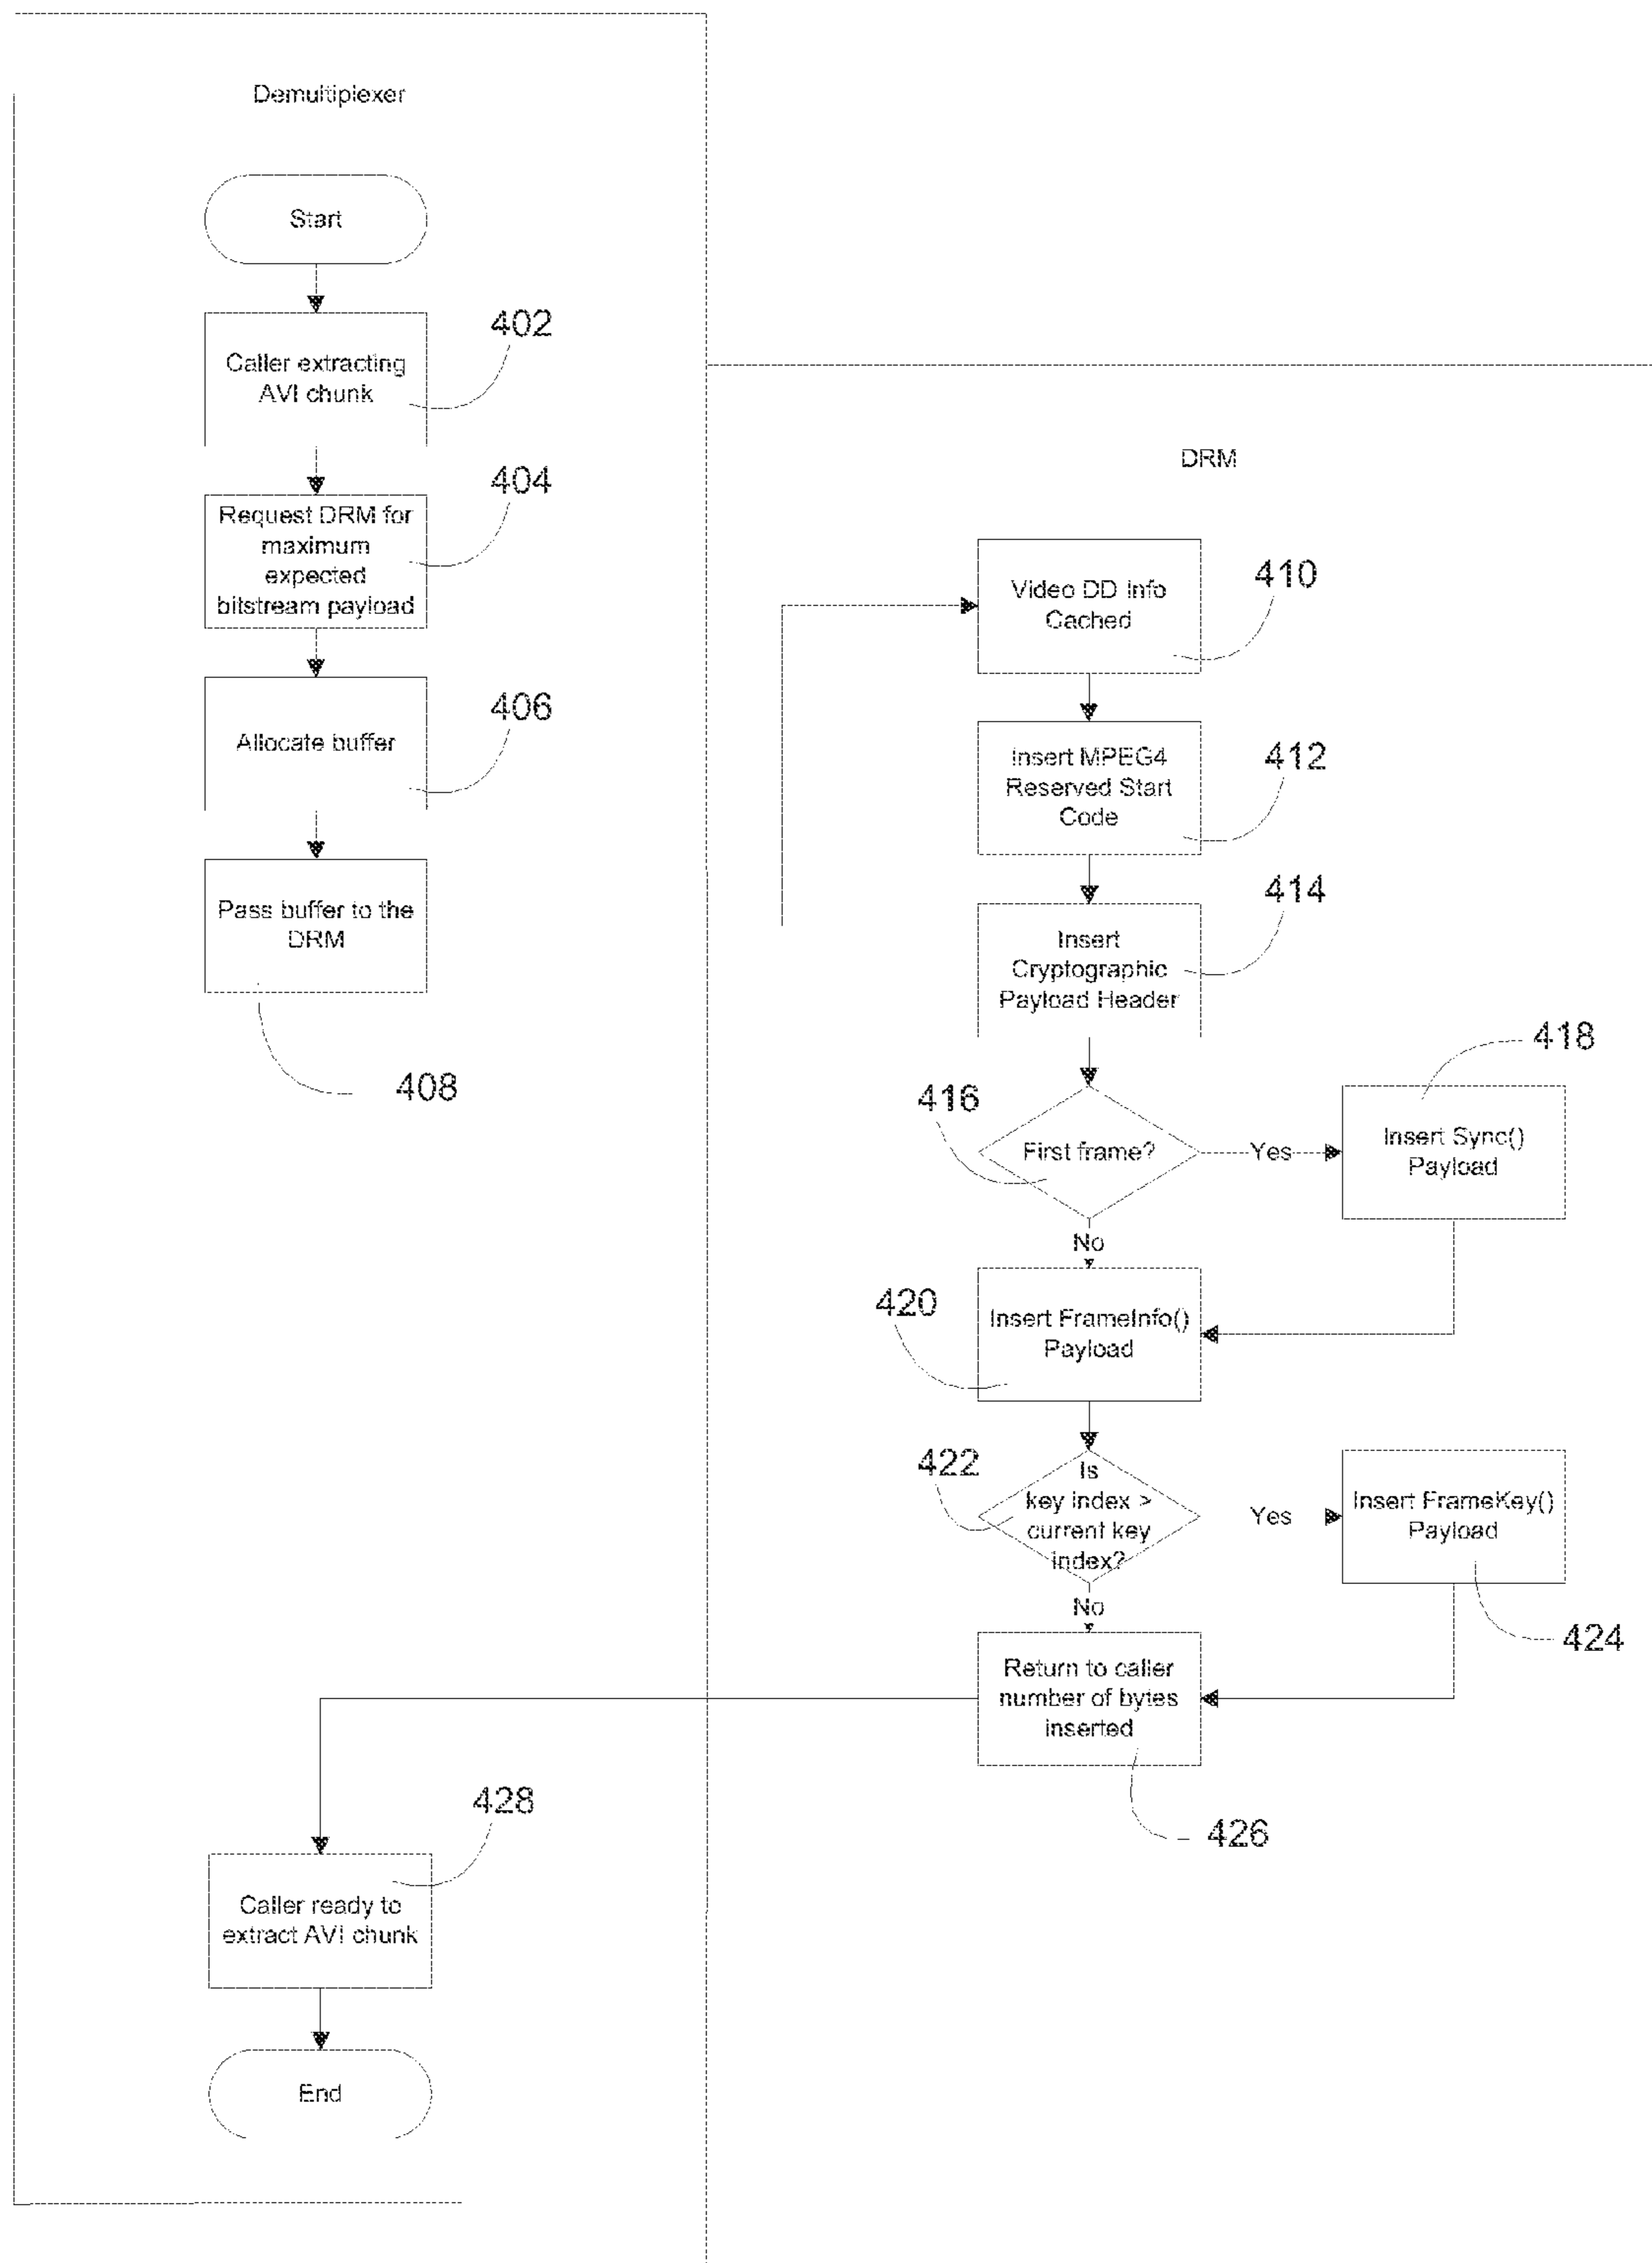 Demultiplexer
Start
402
Caller extracting
AVI chunk
404
Request DRM for
maximum
expected
bitstream payload
406
Allocate buffer
Pass buffer to the
DRM
408
DRM
410
Video DD Info
Cached
412
Insert MPEG4
Reserved Start
Code
414
Insert
Cryptographic
Payload Header
416
First frame?
Yes
418
Insert Sync()
Payload
No
420
Insert FrameInfo()
Payload
422
Is
key index >
current key
index?
Yes
Insert FrameKey()
Payload
424
No
Return to caller
number of bytes
inserted
426
428
Caller ready to
extract AVI chunk
End